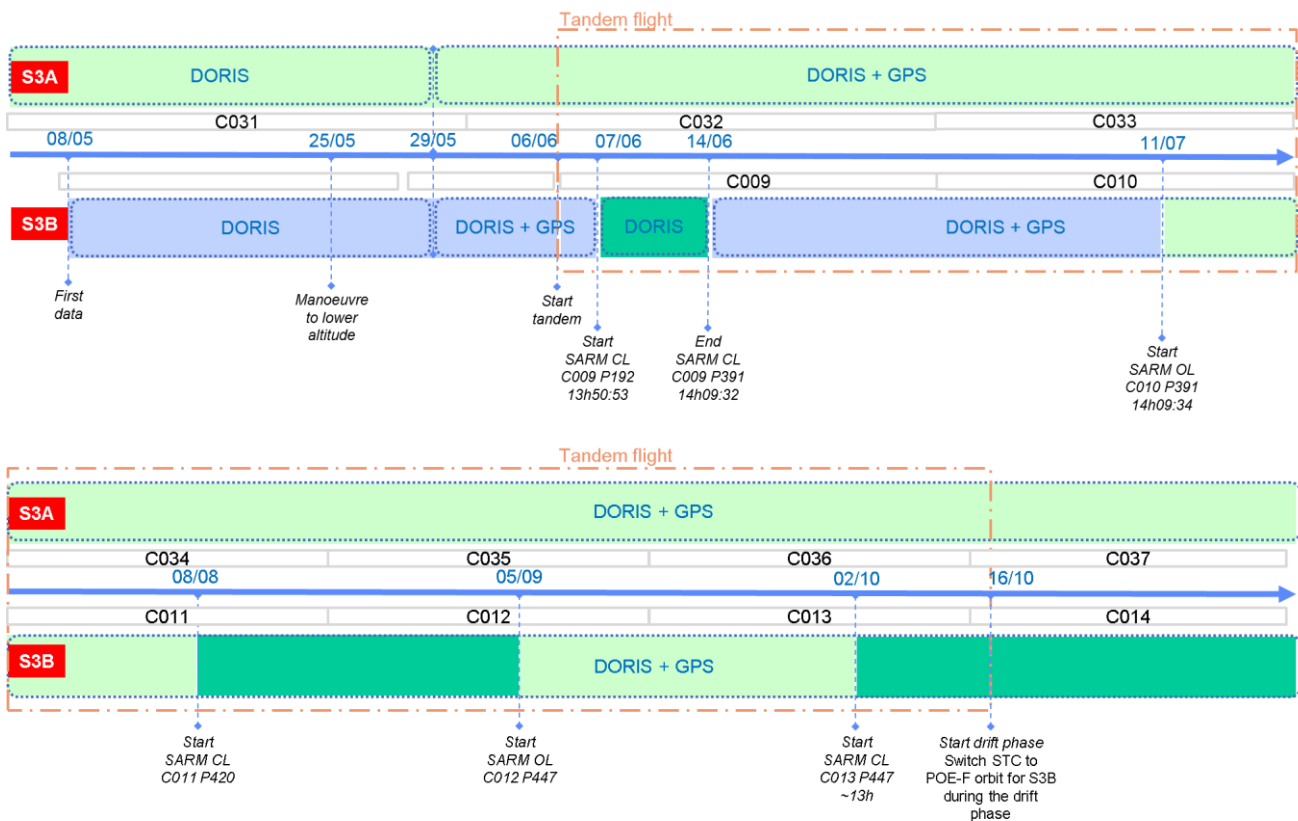 Tandem flight
S3A
DORIS
DORIS + GPS
C031
C032
C033
08/05
25/05
29/05
06/06
07/06
14/06
11/07
C009
C010
S3B
DORIS
DORIS + GPS
DORIS
DORIS + GPS
First
data
Manoeuvre
to lower
altitude
Start
tandem
Start
SARM CL
C009 P192
13h50:53
End
SARM CL
C009 P391
14h09:32
Start
SARM OL
C010 P391
14h09:34
Tandem flight
S3A
DORIS + GPS
C034
C035
C036
C037
08/08
05/09
02/10
16/10
C011
C012
C013
C014
S3B
DORIS + GPS
Start
SARM CL
C011 P420
Start
SARM OL
C012 P447
Start
SARM CL
C013 P447
~13h
Start drift phase
Switch STC to
POE-F orbit for S3B
during the drift
phase